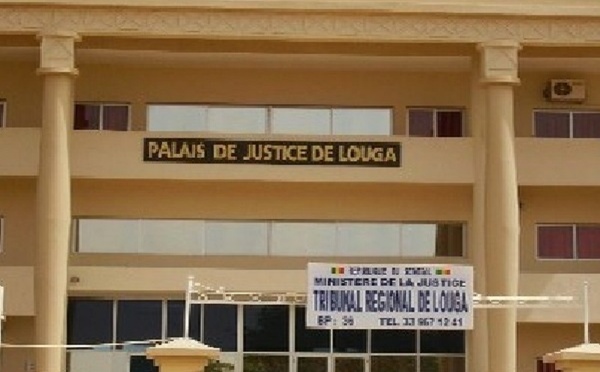 PALAIS DE JUSTICE DE LOUGA
REPUBLIQUE DU SENEGAL
MINISTERE DE LA JUSTICE
TRIBUNAL REGIONAL DE LOUGA
BP: 36 TEL. 33 967 12 41